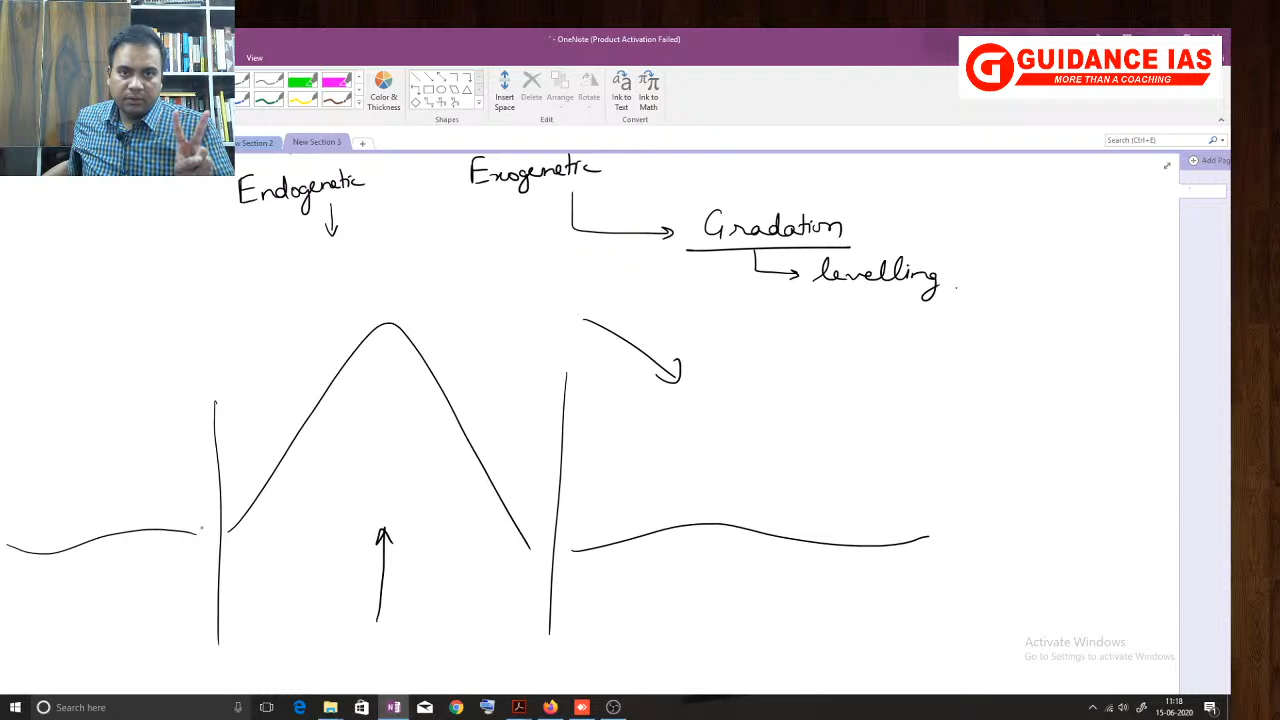 ' - OneNote (Product Activation Failed)
GUIDANCE IAS
MORE THAN A COACHING
View
Color & Thickness
Insert Space
Delete
Arrange
Rotate
Ink to Text
Ink to Math
Shapes
Edit
Convert
w Section 2
New Section 3
Search (Ctrl+E)
Add Pag
Endogenetic
Exogenetic
Gradation
levelling
Activate Windows
Go to Settings to activate Windows.
Search here
11:18
15-06-2020